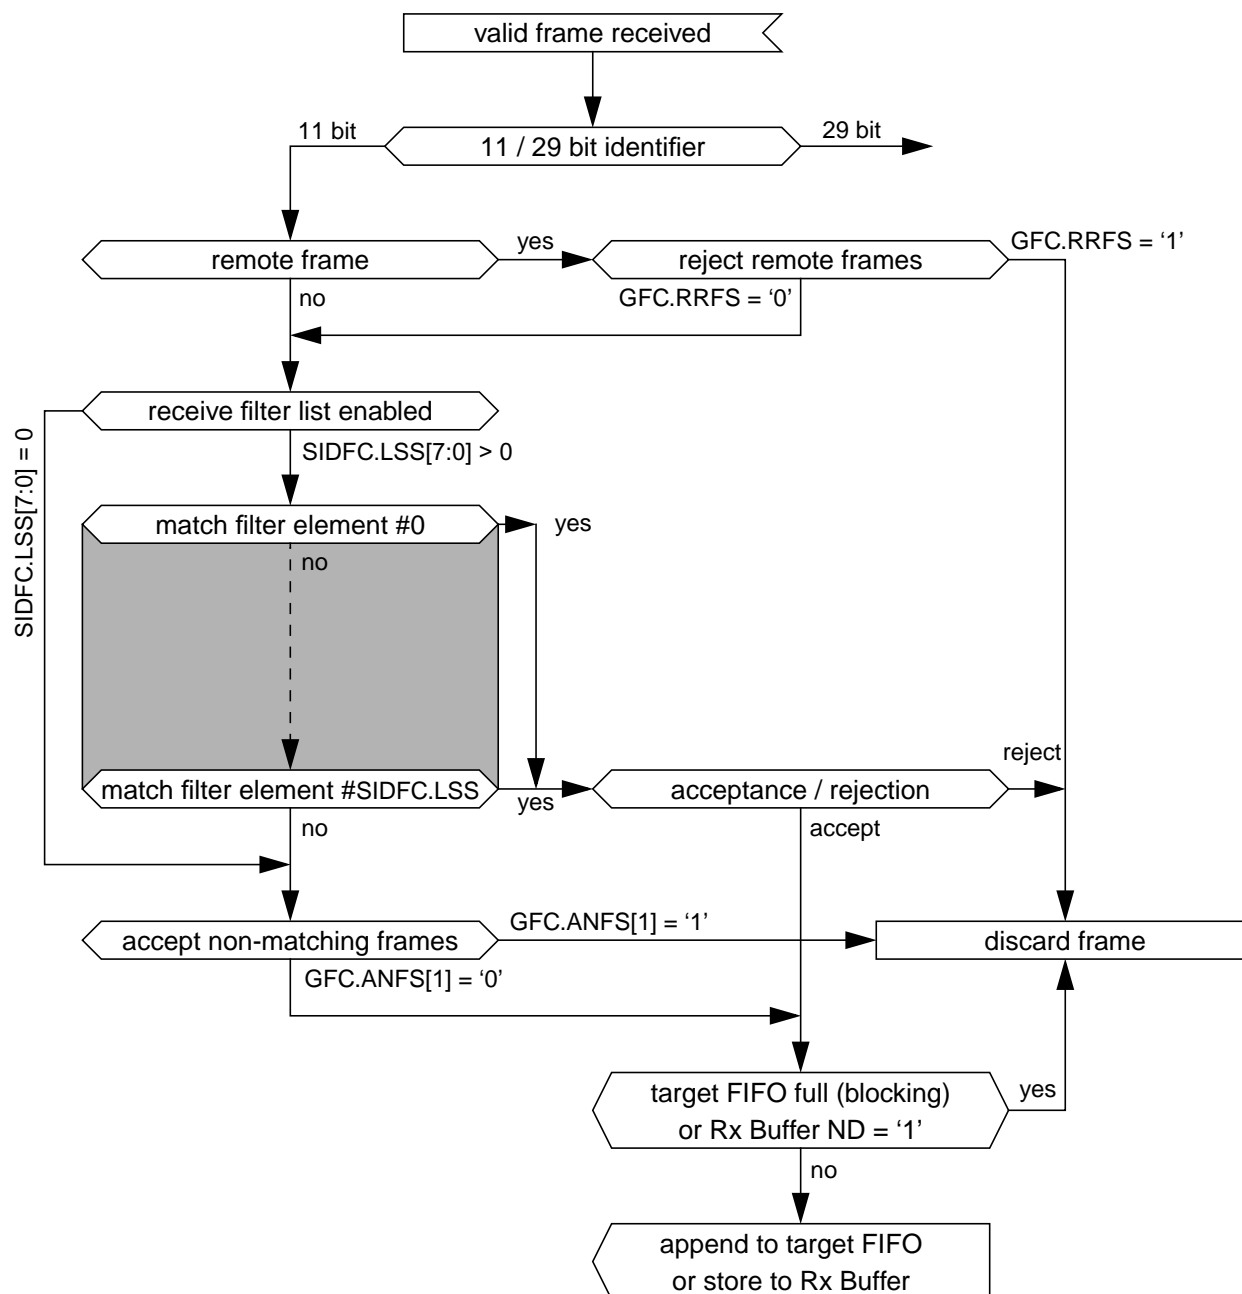 valid frame received
11 bit
11 / 29 bit identifier
29 bit
remote frame
yes
reject remote frames
GFC.RRFS = ‘1’
no
GFC.RRFS = ‘0’
receive filter list enabled
SIDFC.LSS[7:0] = 0
SIDFC.LSS[7:0] > 0
match filter element #0
yes
no
match filter element #SIDFC.LSS
yes
acceptance / rejection
reject
no
accept
accept non-matching frames
GFC.ANFS[1] = ‘1’
discard frame
GFC.ANFS[1] = ‘0’
target FIFO full (blocking)
or Rx Buffer ND = ‘1’
yes
no
append to target FIFO
or store to Rx Buffer